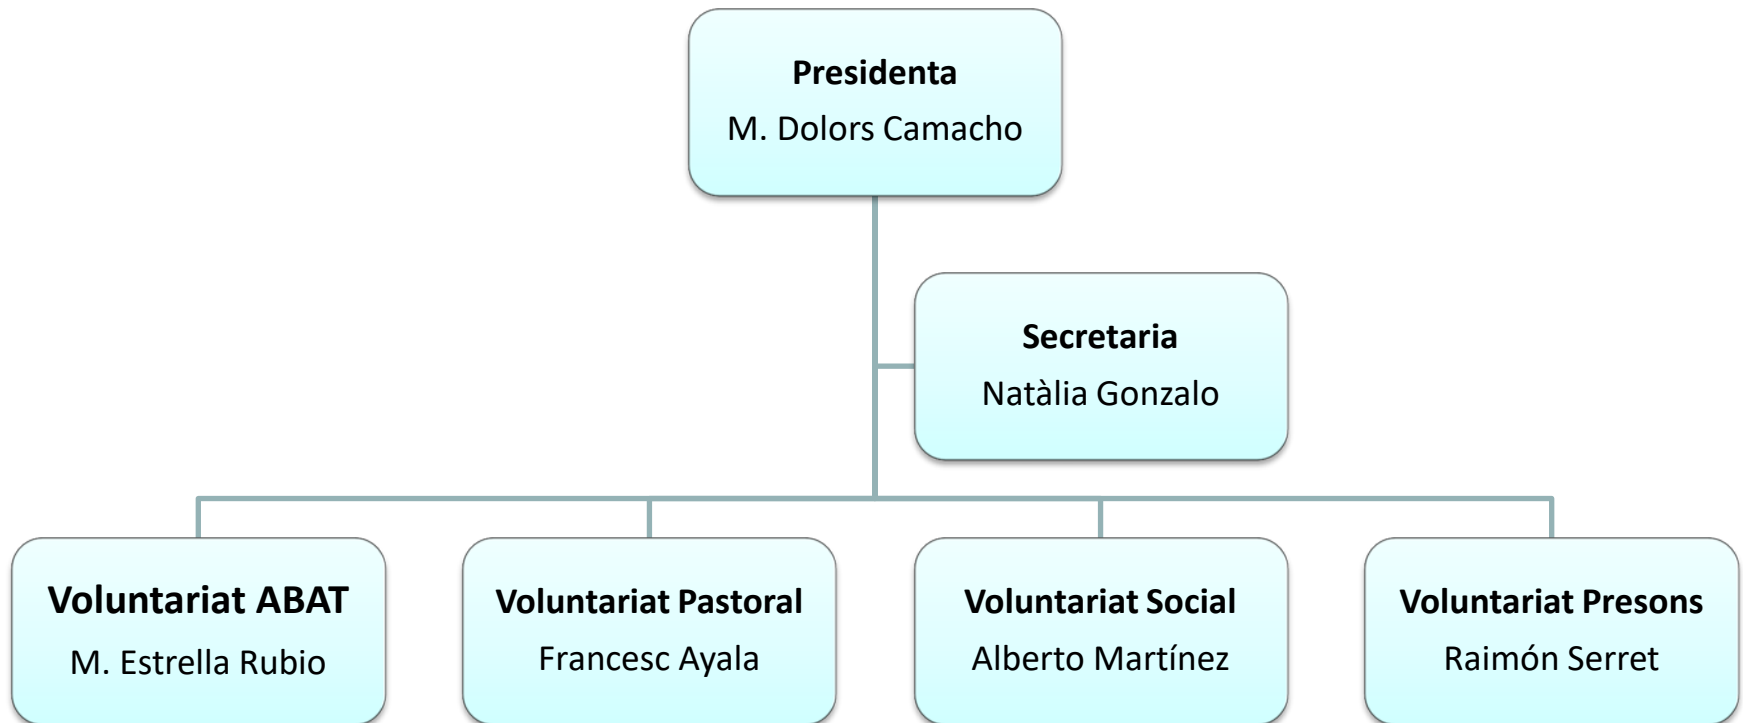 Presidenta
M. Dolors Camacho
Secretaria
Natàlia Gonzalo
Voluntariat ABAT
M. Estrella Rubio
Voluntariat Pastoral
Francesc Ayala
Voluntariat Social
Alberto Martínez
Voluntariat Presons
Raimón Serret